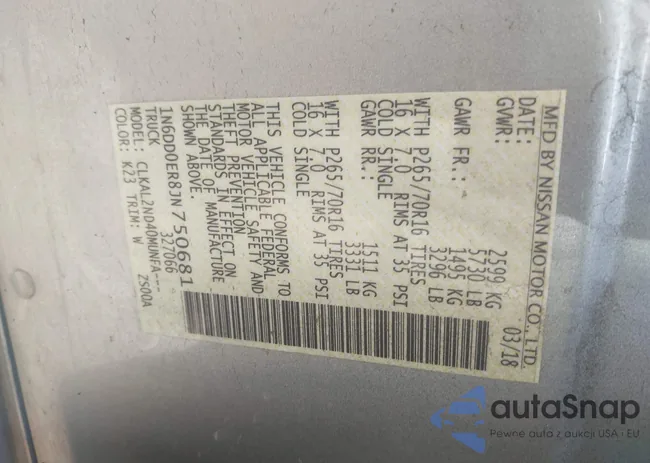 MFD BY NISSAN MOTOR CO., LTD.
DATE: 03/18
GVWR: 2599 KG
5730 LB
GAWR FR.: 1495 KG
3296 LB
WITH P265/70R16 TIRES
16 X 7.0 RIMS AT 35 PSI
COLD SINGLE
GAWR RR.: 1511 KG
3331 LB
WITH P265/70R16 TIRES
16 X 7.0 RIMS AT 35 PSI
COLD SINGLE
THIS VEHICLE CONFORMS TO
ALL APPLICABLE FEDERAL
MOTOR VEHICLE SAFETY AND
THEFT PREVENTION
STANDARDS IN EFFECT ON
THE DATE OF MANUFACTURE
SHOWN ABOVE.
1N6DD0ER8JN750681
TRUCK 327066
MODEL: CLKAL2ND40MUNFA---
COLOR: K23 TRIM: W 2S00A
autaSnap
Pewne auta z aukcji USA - EU